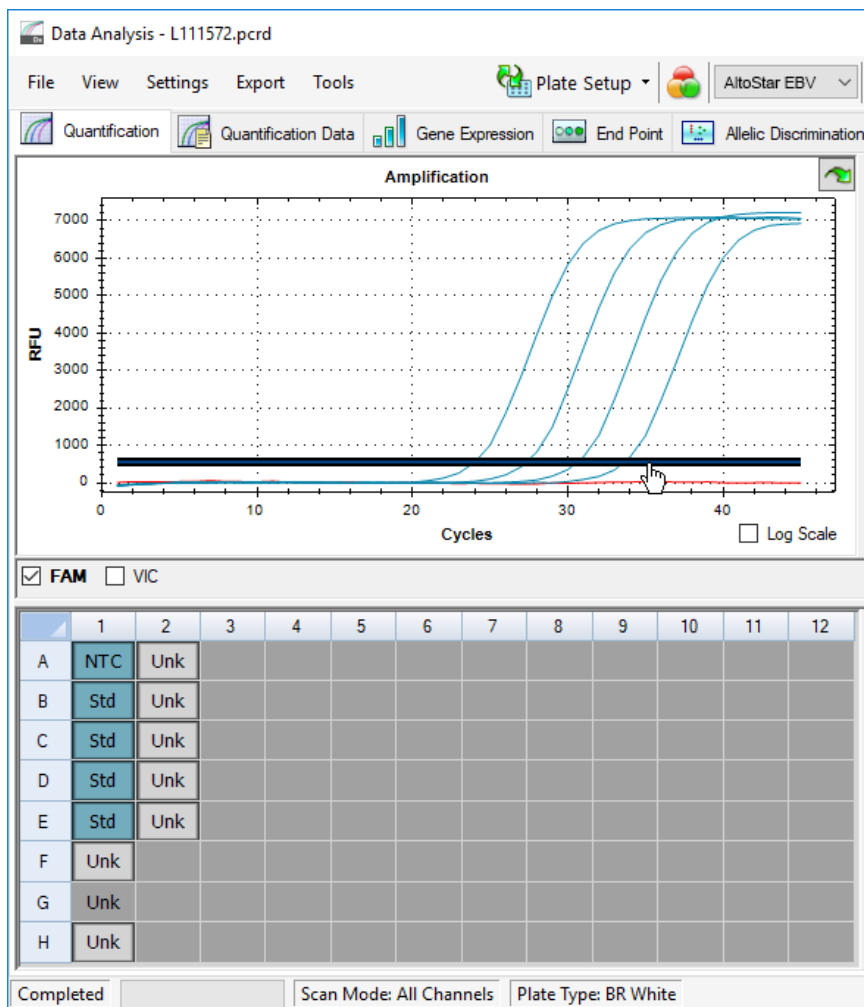 Data Analysis - L111572.pcrd
File View Settings Export Tools Plate Setup AltoStar EBV
Quantification Quantification Data Gene Expression End Point Allelic Discrimination
Amplification
7000
6000
5000
4000
3000
2000
1000
0
RFU
0 10 20 30 40
Cycles
Log Scale
FAM VIC
1 2 3 4 5 6 7 8 9 10 11 12
A NTC Unk
B Std Unk
C Std Unk
D Std Unk
E Std Unk
F Unk
G Unk
H Unk
Completed Scan Mode: All Channels Plate Type: BR White